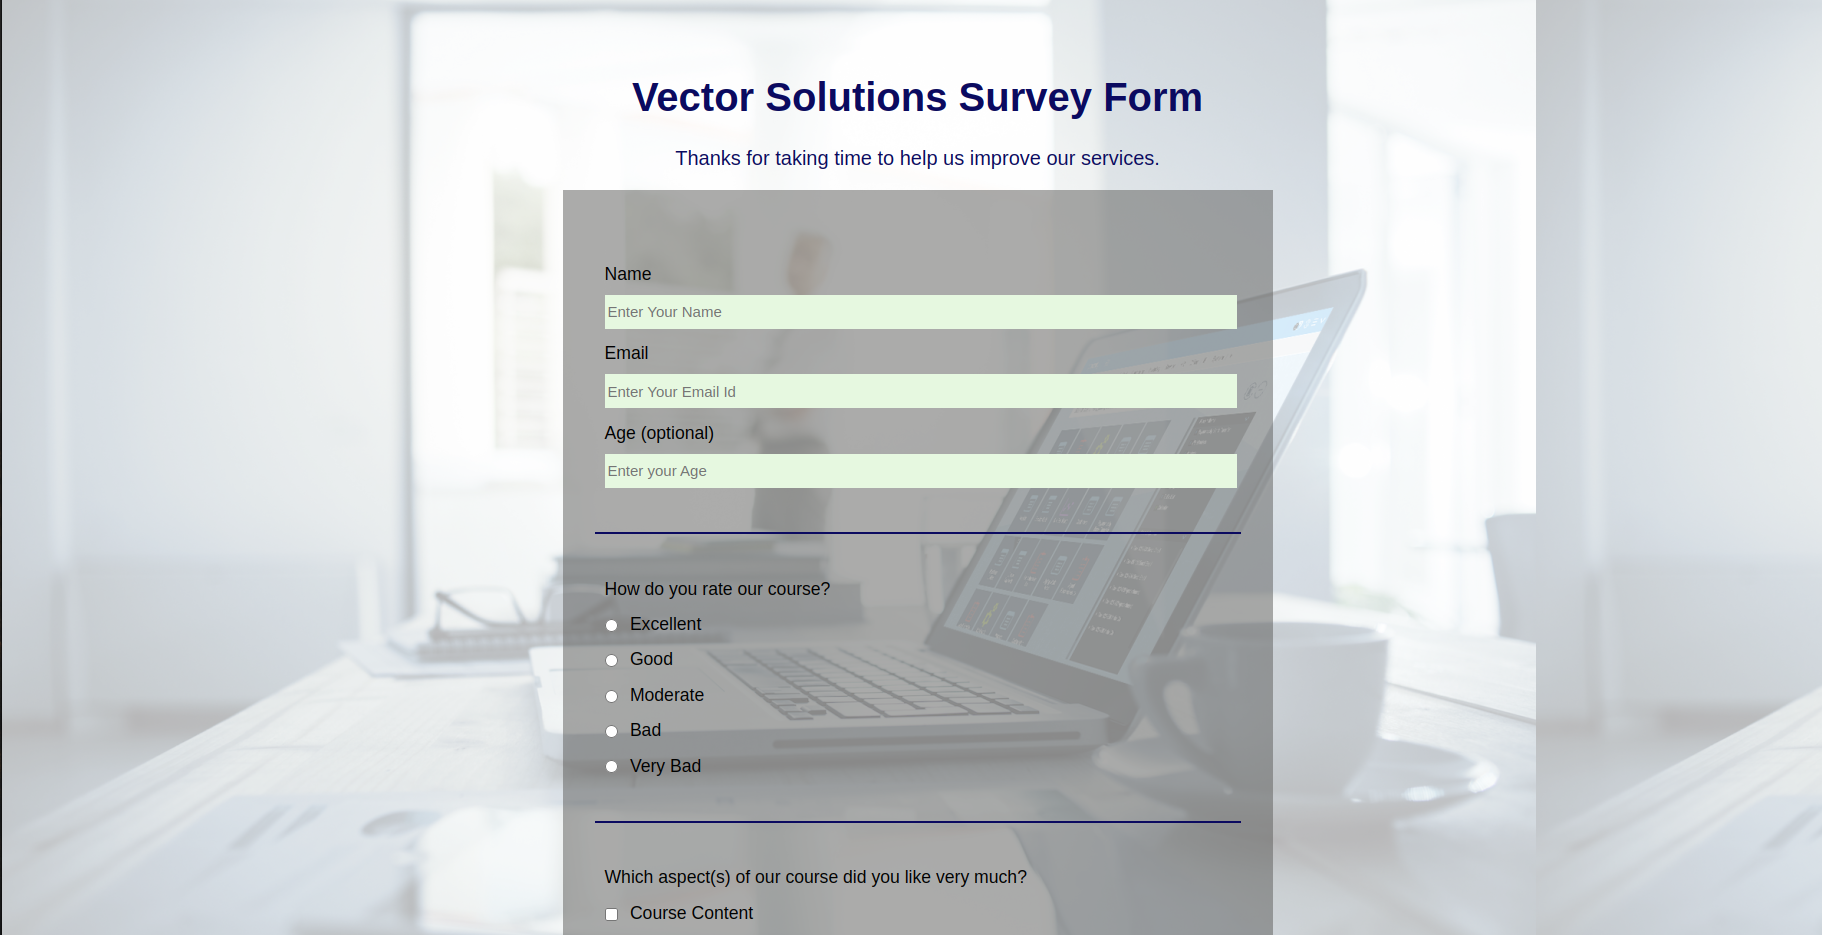 Vector Solutions Survey Form
Thanks for taking time to help us improve our services.
Name
Enter Your Name
Email
Enter Your Email Id
Age (optional)
Enter your Age
How do you rate our course?
Excellent
Good
Moderate
Bad
Very Bad
Which aspect(s) of our course did you like very much?
Course Content